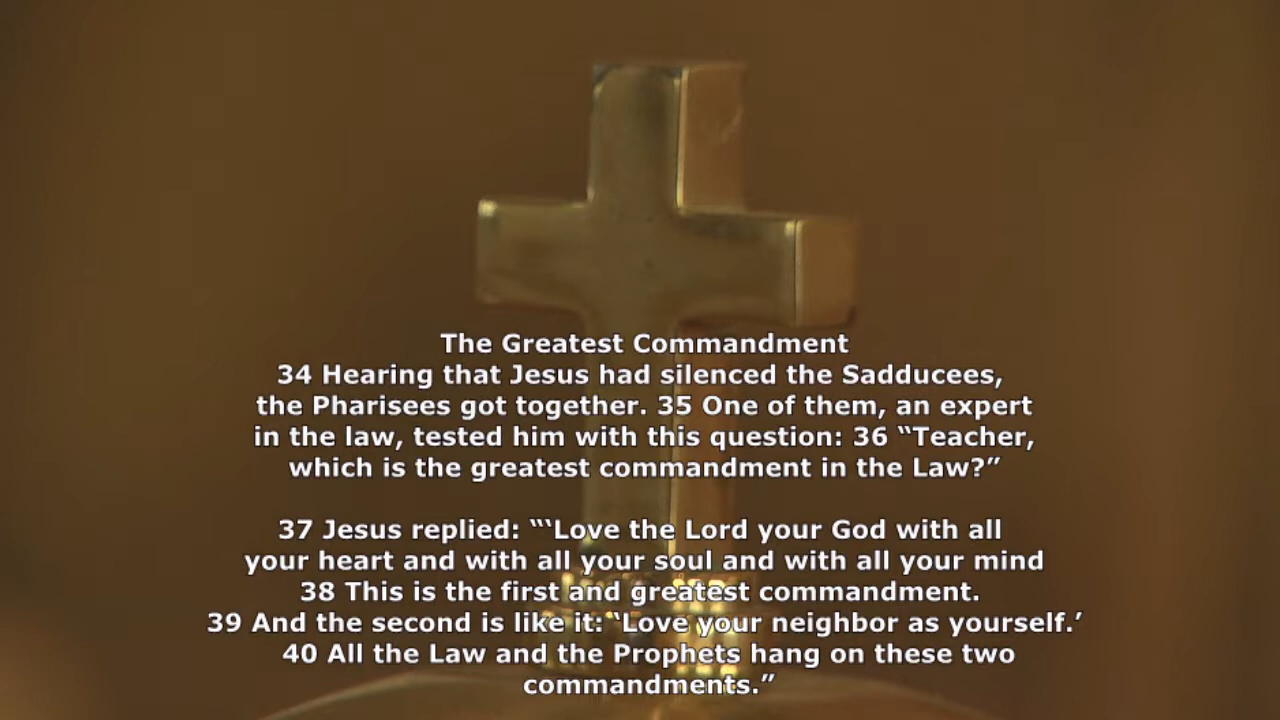 The Greatest Commandment
34 Hearing that Jesus had silenced the Sadducees,
the Pharisees got together. 35 One of them, an expert
in the law, tested him with this question: 36 “Teacher,
which is the greatest commandment in the Law?”
37 Jesus replied: “‘Love the Lord your God with all
your heart and with all your soul and with all your mind
38 This is the first and greatest commandment.
39 And the second is like it: ‘Love your neighbor as yourself.’
40 All the Law and the Prophets hang on these two
commandments.”